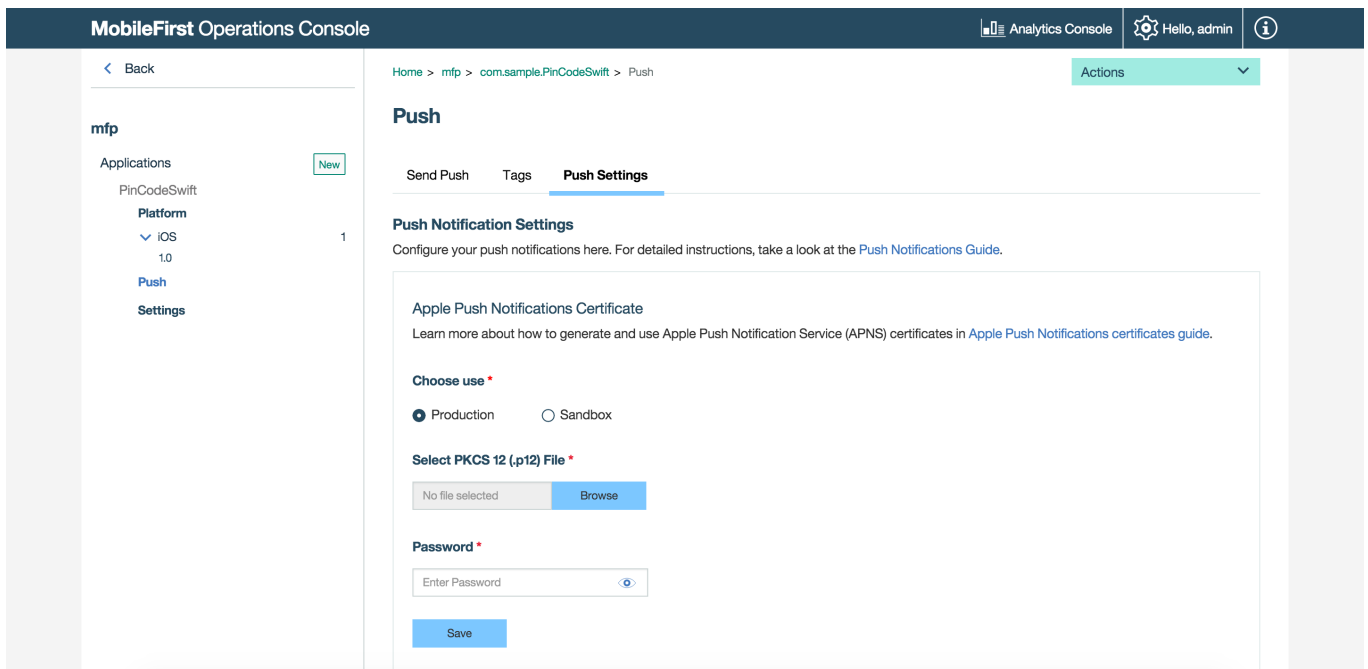 MobileFirst Operations Console
Analytics Console
Hello, admin
Back
mfp
Applications
New
PinCodeSwift
Platform
iOS
1
1.0
Push
Settings
Home > mfp > com.sample.PinCodeSwift > Push
Actions
Push
Send Push
Tags
Push Settings
Push Notification Settings
Configure your push notifications here. For detailed instructions, take a look at the Push Notifications Guide.
Apple Push Notifications Certificate
Learn more about how to generate and use Apple Push Notification Service (APNS) certificates in Apple Push Notifications certificates guide.
Choose use *
Production
Sandbox
Select PKCS 12 (.p12) File *
No file selected
Browse
Password *
Enter Password
Save